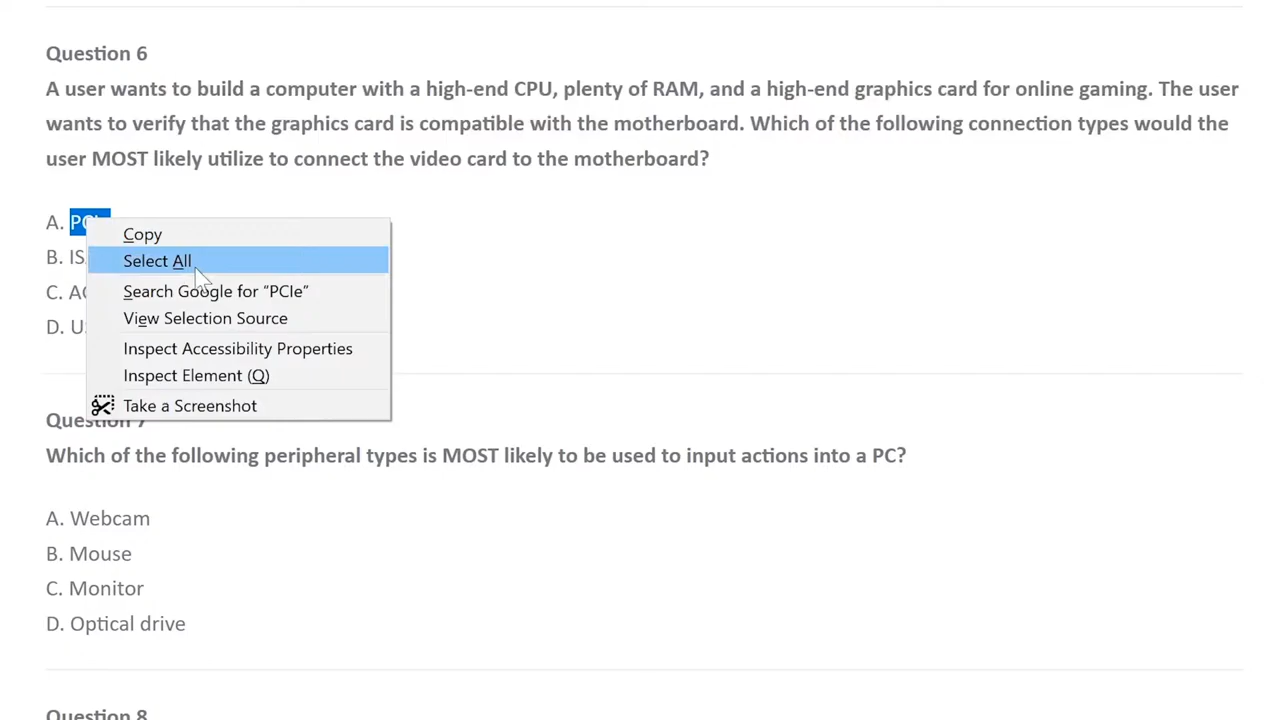 Question 6
A user wants to build a computer with a high-end CPU, plenty of RAM, and a high-end graphics card for online gaming. The user
wants to verify that the graphics card is compatible with the motherboard. Which of the following connection types would the
user MOST likely utilize to connect the video card to the motherboard?
A.
B.
C.
D.
Copy
Select All
Search Google for “PCIe”
View Selection Source
Inspect Accessibility Properties
Inspect Element (Q)
Take a Screenshot
Question 7
Which of the following peripheral types is MOST likely to be used to input actions into a PC?
A. Webcam
B. Mouse
C. Monitor
D. Optical drive
Question 8